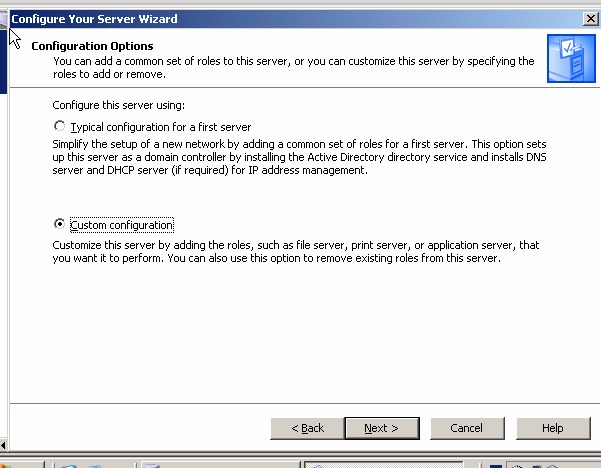 Configure Your Server Wizard
Configuration Options
You can add a common set of roles to this server, or you can customize this server by specifying the
roles to add or remove.
Configure this server using:
Typical configuration for a first server
Simplify the setup of a new network by adding a common set of roles for a first server. This option sets
up this server as a domain controller by installing the Active Directory directory service and installs DNS
server and DHCP server (if required) for IP address management.
Custom configuration
Customize this server by adding the roles, such as file server, print server, or application server, that
you want it to perform. You can also use this option to remove existing roles from this server.
< Back Next > Cancel Help